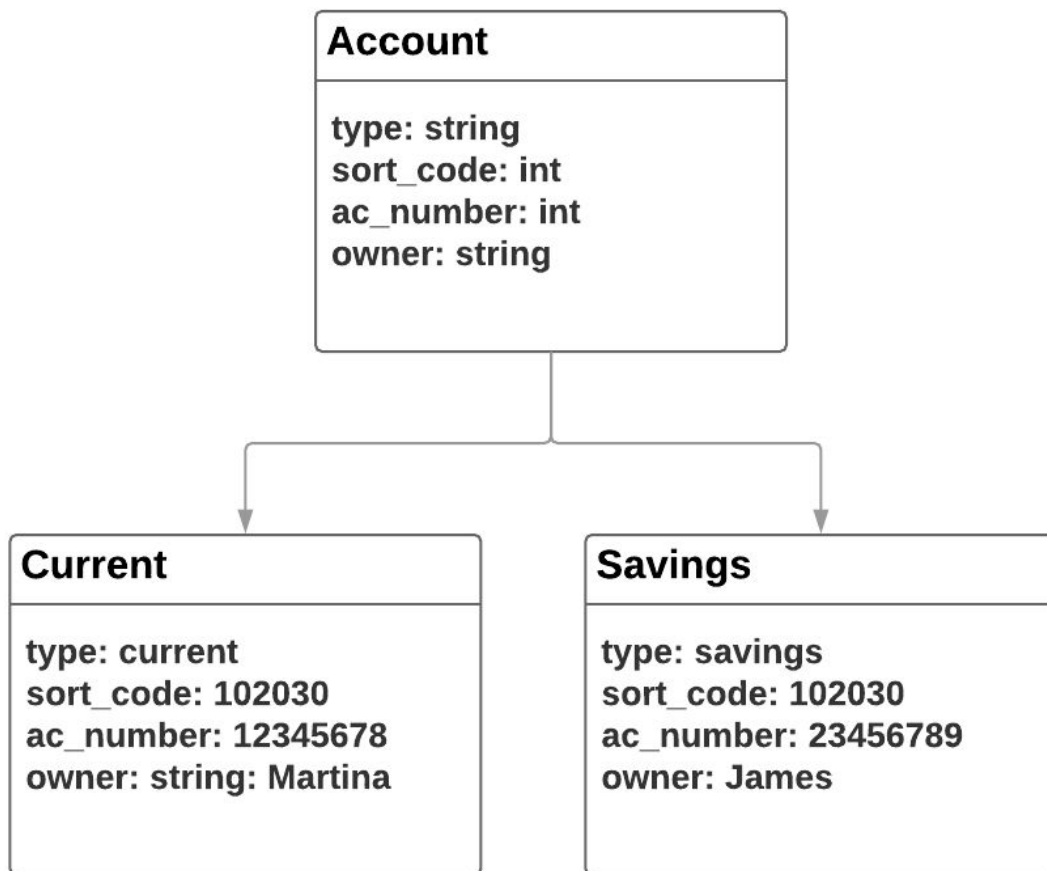 Account
type: string
sort_code: int
ac_number: int
owner: string
Current
type: current
sort_code: 102030
ac_number: 12345678
owner: string: Martina
Savings
type: savings
sort_code: 102030
ac_number: 23456789
owner: James